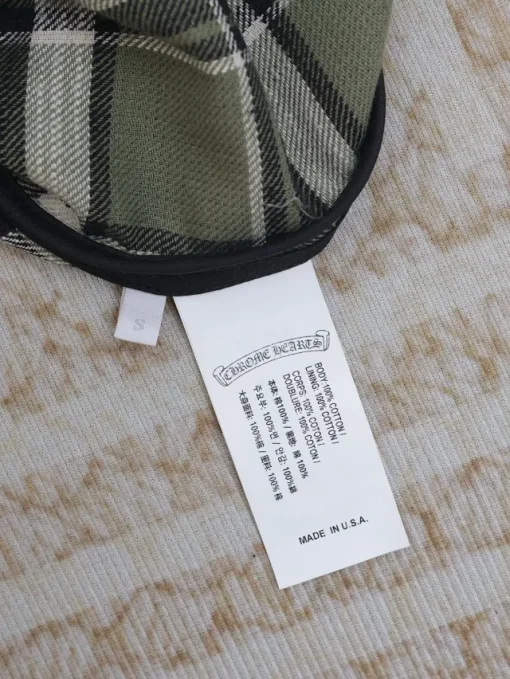 S
CHROME HEARTS
BODY: 100% COTTON /
LINING: 100% COTTON /
CORPS: 100% COTON /
DOUBLURE: 100% COTON /
本体: 綿100% / 裏地: 綿 100%
주요부: 100%면 / 안감: 100%綿
大身面料: 100%棉 / 里料: 100% 棉
MADE IN U.S.A.